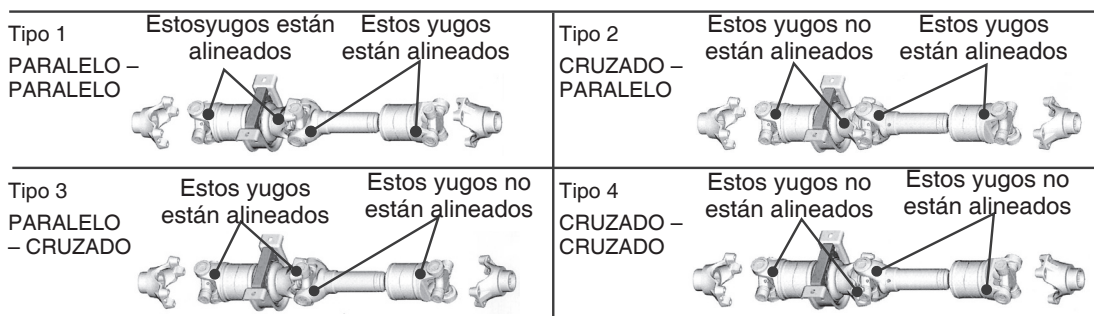 Tipo 1
PARALELO –
PARALELO
Estosyugos están
alineados
Estos yugos
están alineados
Tipo 2
CRUZADO –
PARALELO
Estos yugos no
están alineados
Estos yugos
están alineados
Tipo 3
PARALELO
– CRUZADO
Estos yugos
están alineados
Estos yugos no
están alineados
Tipo 4
CRUZADO –
CRUZADO
Estos yugos no
están alineados
Estos yugos no
están alineados